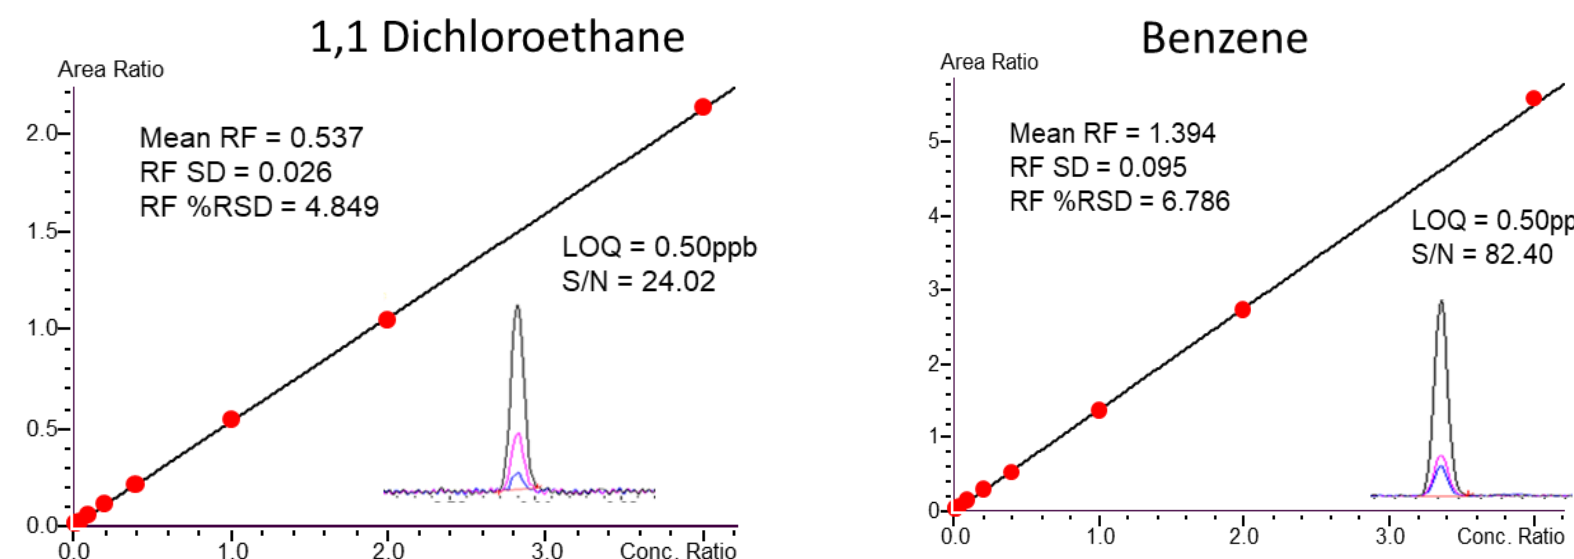 1,1 Dichloroethane
Area Ratio
Mean RF = 0.537
RF SD = 0.026
RF %RSD = 4.849
LOQ = 0.50ppb
S/N = 24.02
2.0
1.5
1.0
0.5
0.0
0.0 1.0 2.0 3.0 Conc. Ratio
Benzene
Area Ratio
Mean RF = 1.394
RF SD = 0.095
RF %RSD = 6.786
LOQ = 0.50pp
S/N = 82.40
5
4
3
2
1
0
0.0 1.0 2.0 3.0 Conc. Ratio